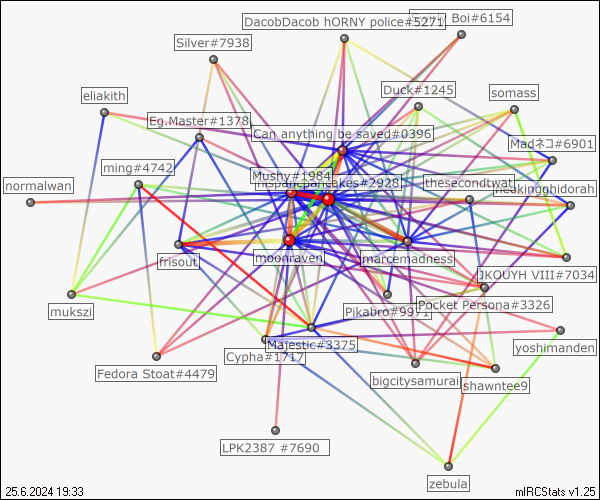 DacobDacob hORNY police#5271
Boi#6154
Silver#7938
Duck#1245
somass
eliakith
Eg.Master#1378
Can anything be saved#0396
Madネコ#6901
ming#4742
Mushy#1984
thesecondtwat
normalwan
mispancpancakes#2928
meekingghidorah
frisout
moonraven
marcemadness
JKOUYH VIII#7034
mukszi
Pikabro#9971
Pocket Persona#3326
Majestic#3375
yoshimanden
Cypha#1717
Fedora Stoat#4479
bigcitysamurai
shawntee9
LPK2387 #7690
zebula
25.6.2024 19:33
mIRCStats v1.25